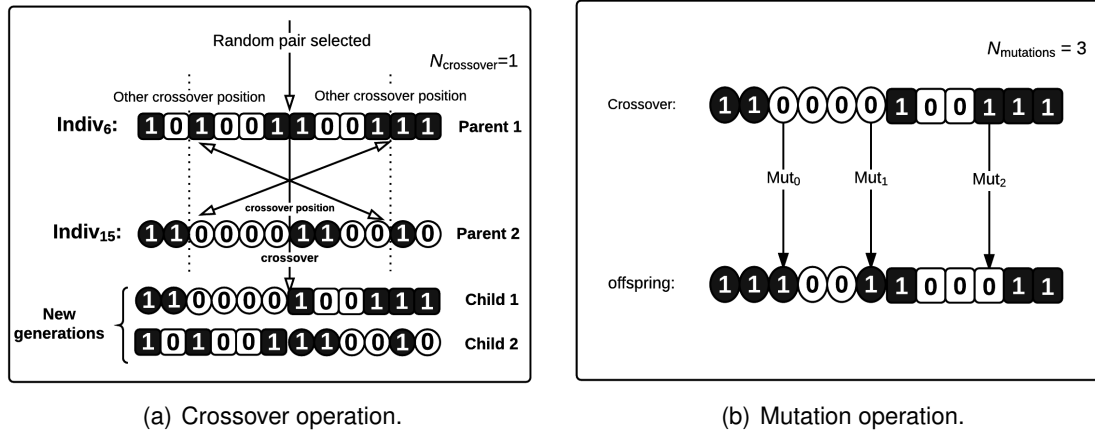 Random pair selected
N_crossover=1
Other crossover position Other crossover position
Indiv6: 1 0 1 0 0 1 1 0 0 1 1 1 Parent 1
crossover position
Indiv15: 1 1 0 0 0 0 1 1 0 0 1 0 Parent 2
crossover
New generations
1 1 0 0 0 0 1 0 0 1 1 1 Child 1
1 0 1 0 0 1 1 1 0 0 1 0 Child 2
(a) Crossover operation.
N_mutations = 3
Crossover: 1 1 0 0 0 0 1 0 0 1 1 1
Mut0 Mut1 Mut2
offspring: 1 1 1 0 0 1 1 0 0 0 1 1
(b) Mutation operation.